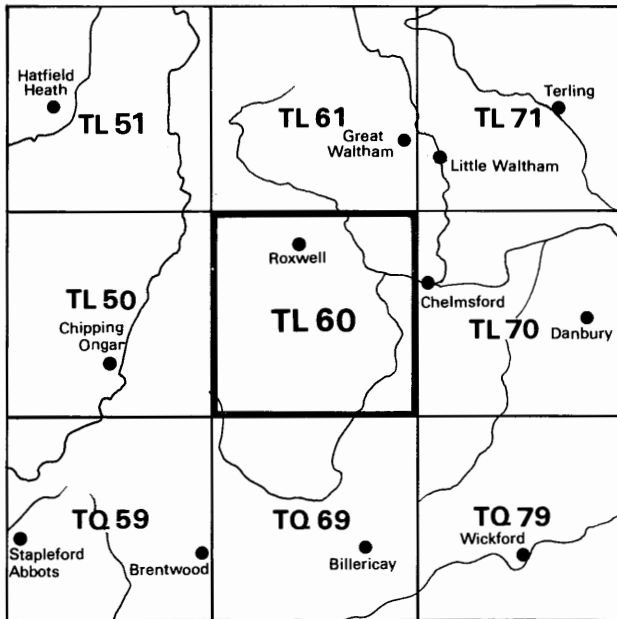 Hatfield
Heath
TL 51
TL 61
Great
Waltham
Terling
TL 71
Little Waltham
TL 50
Chipping
Ongar
Roxwell
TL 60
Chelmsford
TL 70
Danbury
TQ 59
Stapleford
Abbots
Brentwood
TQ 69
Billericay
TQ 79
Wickford